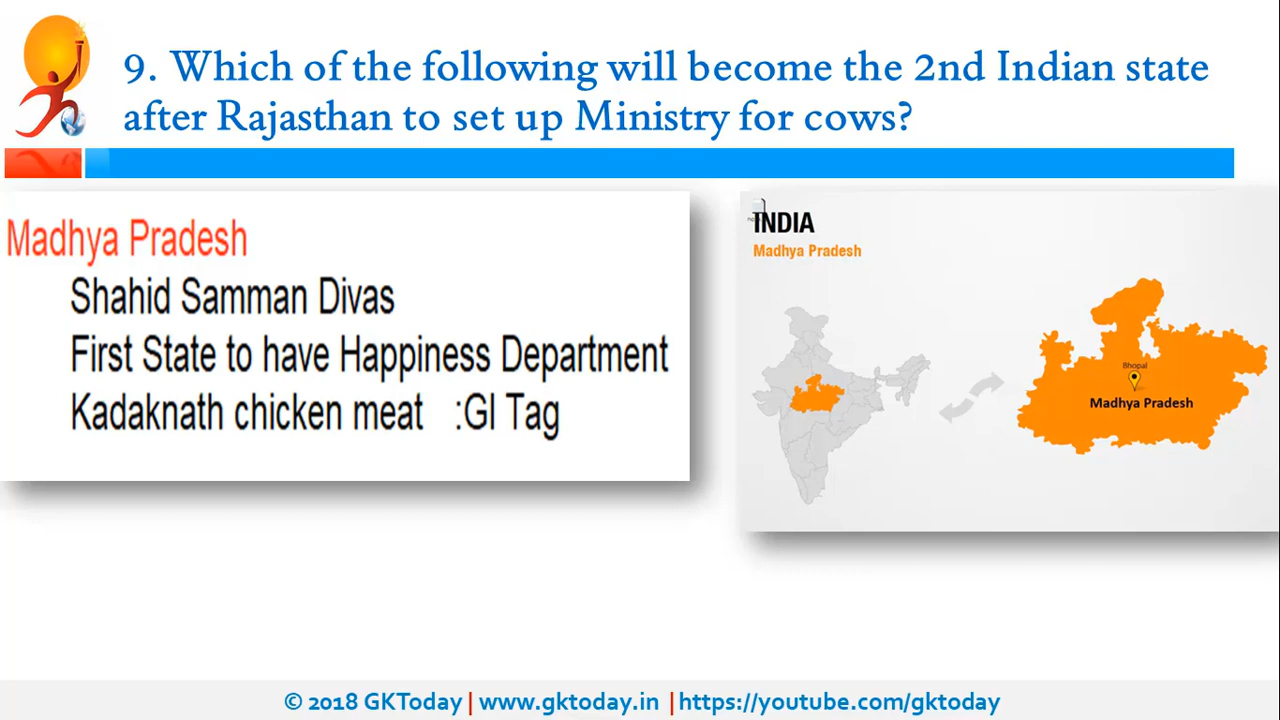 9. Which of the following will become the 2nd Indian state
after Rajasthan to set up Ministry for cows?
Madhya Pradesh
Shahid Samman Divas
First State to have Happiness Department
Kadaknath chicken meat :GI Tag
INDIA
Madhya Pradesh
Bhopal
Madhya Pradesh
© 2018 GKToday | www.gktoday.in | https://youtube.com/gktoday